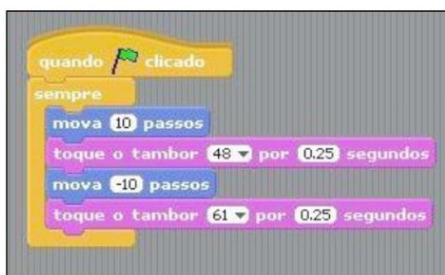 quando clicado
sempre
mova 10 passos
toque o tambor 48 por 0.25 segundos
mova -10 passos
toque o tambor 61 por 0.25 segundos